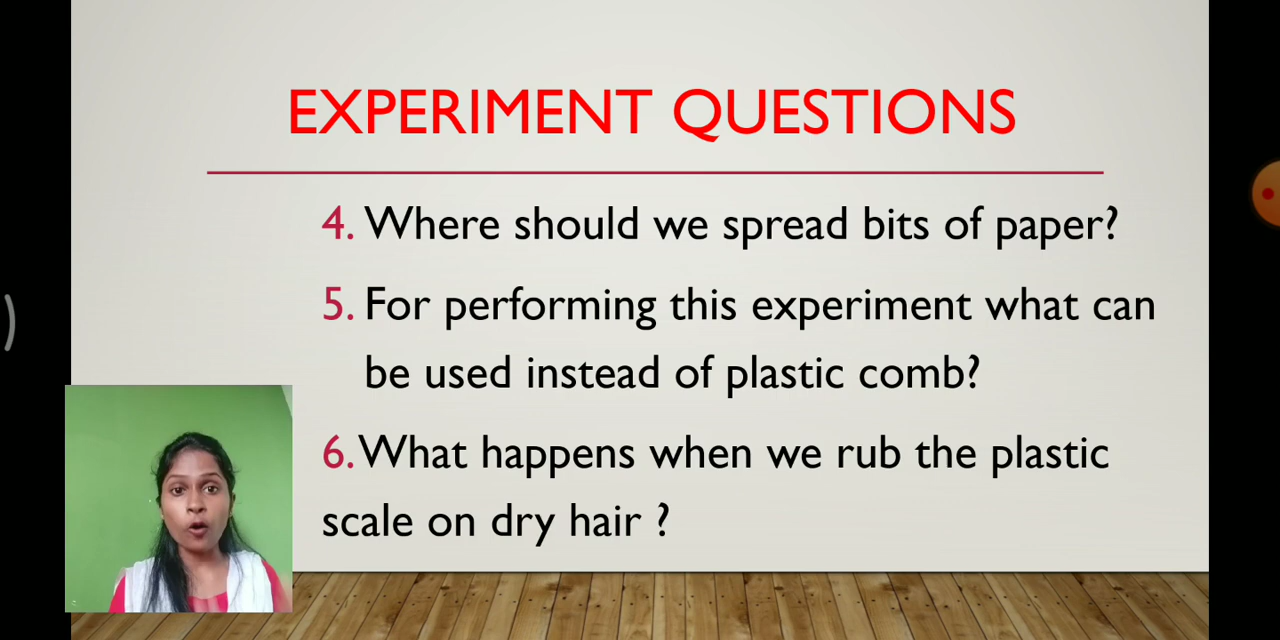 EXPERIMENT QUESTIONS
4. Where should we spread bits of paper?
5. For performing this experiment what can
be used instead of plastic comb?
6.What happens when we rub the plastic
scale on dry hair ?